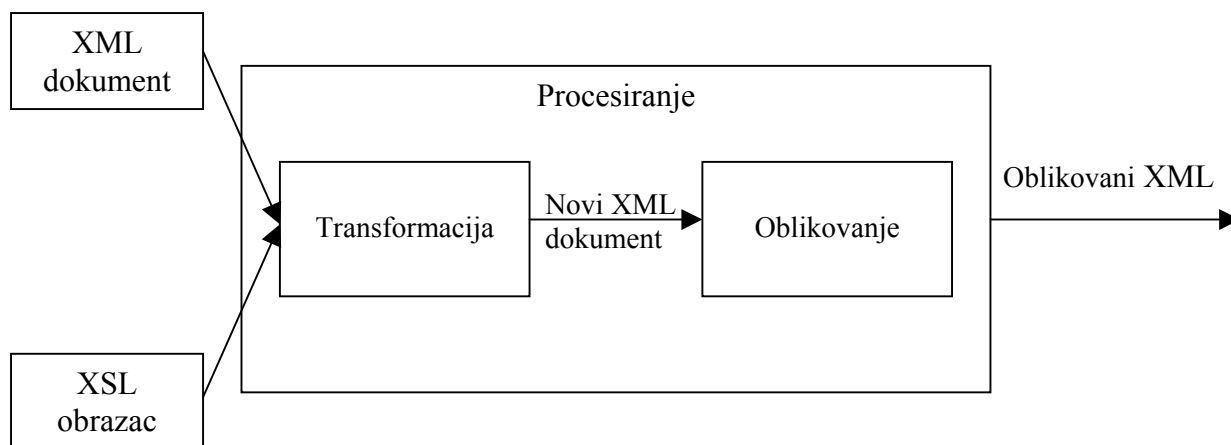 XML
dokument
Procesiranje
Transformacija
Novi XML
dokument
Oblikovanje
Oblikovani XML
XSL
obrazac